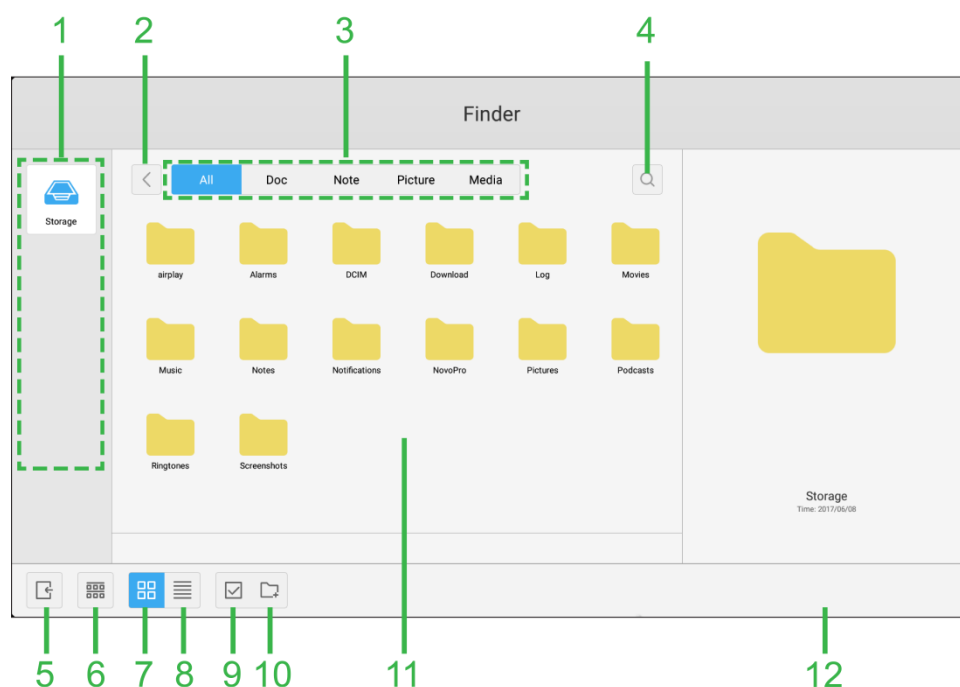 1 2 3 4
Finder
All Doc Note Picture Media
Storage
airplay Alarms DCIM Download Log Movies
Music Notes Notifications NovoPro Pictures Podcasts
Ringtones Screenshots
Storage
Time: 2017/06/08
5 6 7 8 9 10 11 12